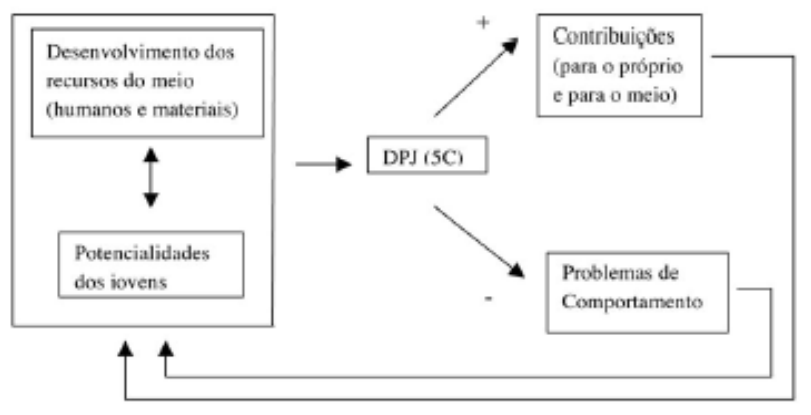 Desenvolvimento dos
recursos do meio
(humanos e materiais)
Potencialidades
dos iovens
DPJ (5C)
+
Contribuições
(para o próprio
e para o meio)
-
Problemas de
Comportamento